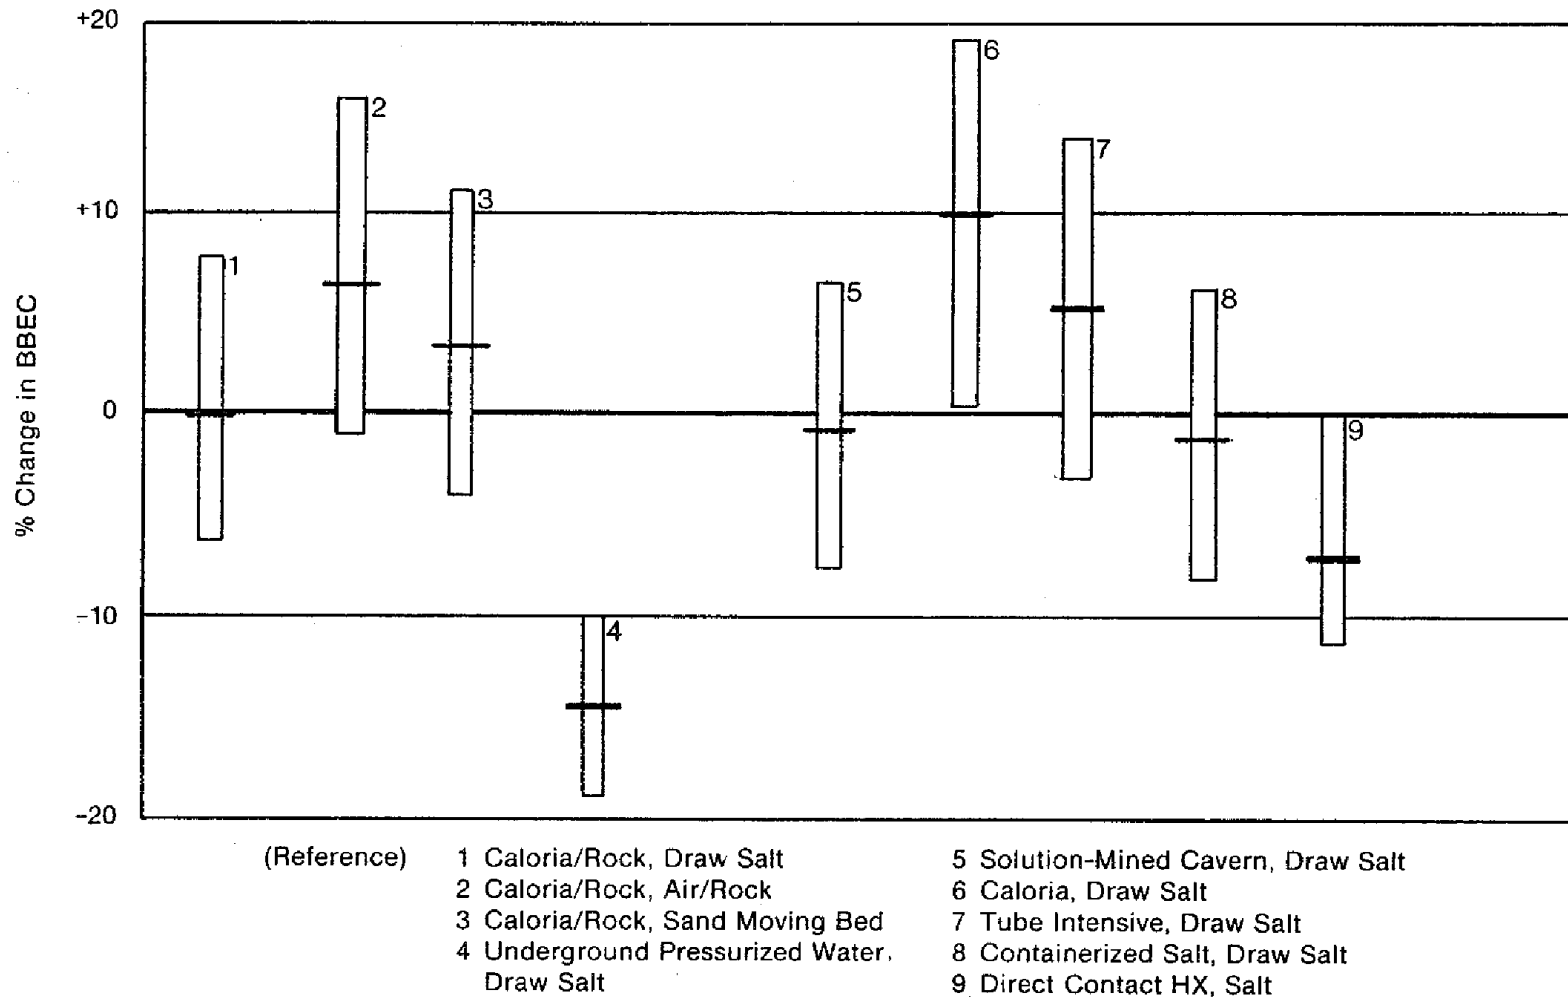 +20
6
2
7
3
+10
1
5
8
% Change in BBEC
0
9
-10
4
-20
(Reference)
1 Caloria/Rock, Draw Salt
2 Caloria/Rock, Air/Rock
3 Caloria/Rock, Sand Moving Bed
4 Underground Pressurized Water,
Draw Salt
5 Solution-Mined Cavern, Draw Salt
6 Caloria, Draw Salt
7 Tube Intensive, Draw Salt
8 Containerized Salt, Draw Salt
9 Direct Contact HX, Salt